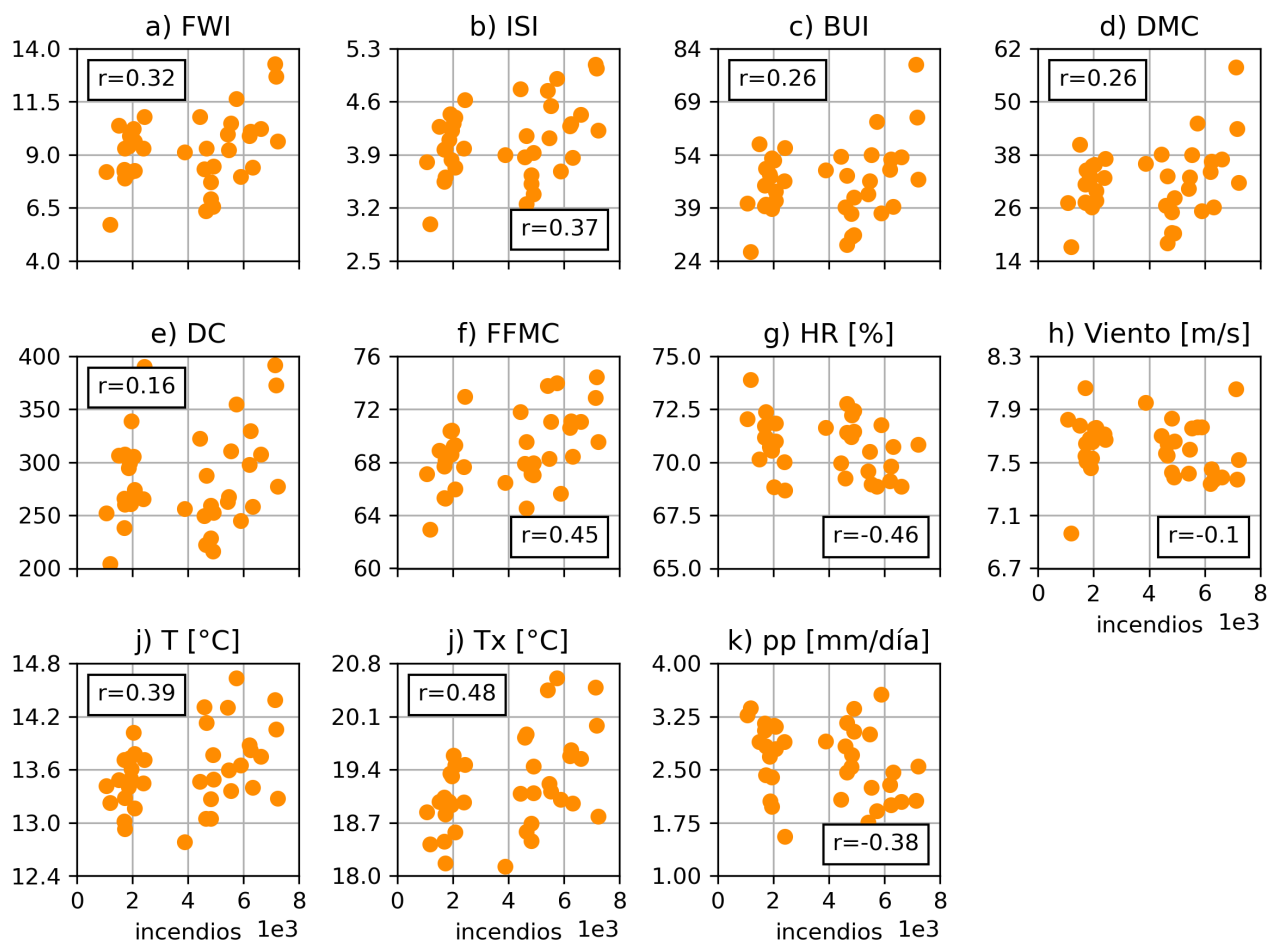 a) FWI
b) ISI
c) BUI
d) DMC
14.0
11.5
9.0
6.5
4.0
r=0.32
5.3
4.6
3.9
3.2
2.5
r=0.37
84
69
54
39
24
r=0.26
62
50
38
26
14
r=0.26
e) DC
f) FFMC
g) HR [%]
h) Viento [m/s]
400
350
300
250
200
r=0.16
76
72
68
64
60
r=0.45
75.0
72.5
70.0
67.5
65.0
r=-0.46
8.3
7.9
7.5
7.1
6.7
r=-0.1
0 2 4 6 8
incendios 1e3
j) T [°C]
j) Tx [°C]
k) pp [mm/día]
14.8
14.2
13.6
13.0
12.4
r=0.39
0 2 4 6 8
incendios 1e3
20.8
20.1
19.4
18.7
18.0
r=0.48
0 2 4 6 8
incendios 1e3
4.00
3.25
2.50
1.75
1.00
r=-0.38
0 2 4 6 8
incendios 1e3